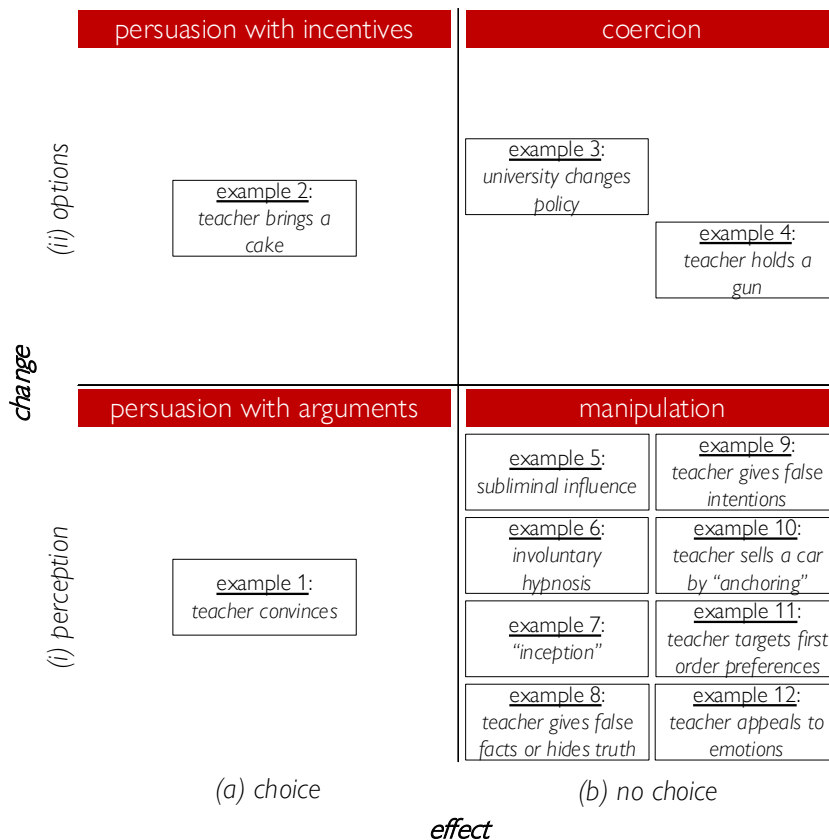 persuasion with incentives
coercion
(ii) options
example 2:
teacher brings a
cake
example 3:
university changes
policy
example 4:
teacher holds a
gun
change
persuasion with arguments
manipulation
(i) perception
example 1:
teacher convinces
example 5:
subliminal influence
example 9:
teacher gives false
intentions
example 6:
involuntary
hypnosis
example 10:
teacher sells a car
by “anchoring”
example 7:
“inception”
example 11:
teacher targets first
order preferences
example 8:
teacher gives false
facts or hides truth
example 12:
teacher appeals to
emotions
(a) choice
(b) no choice
effect